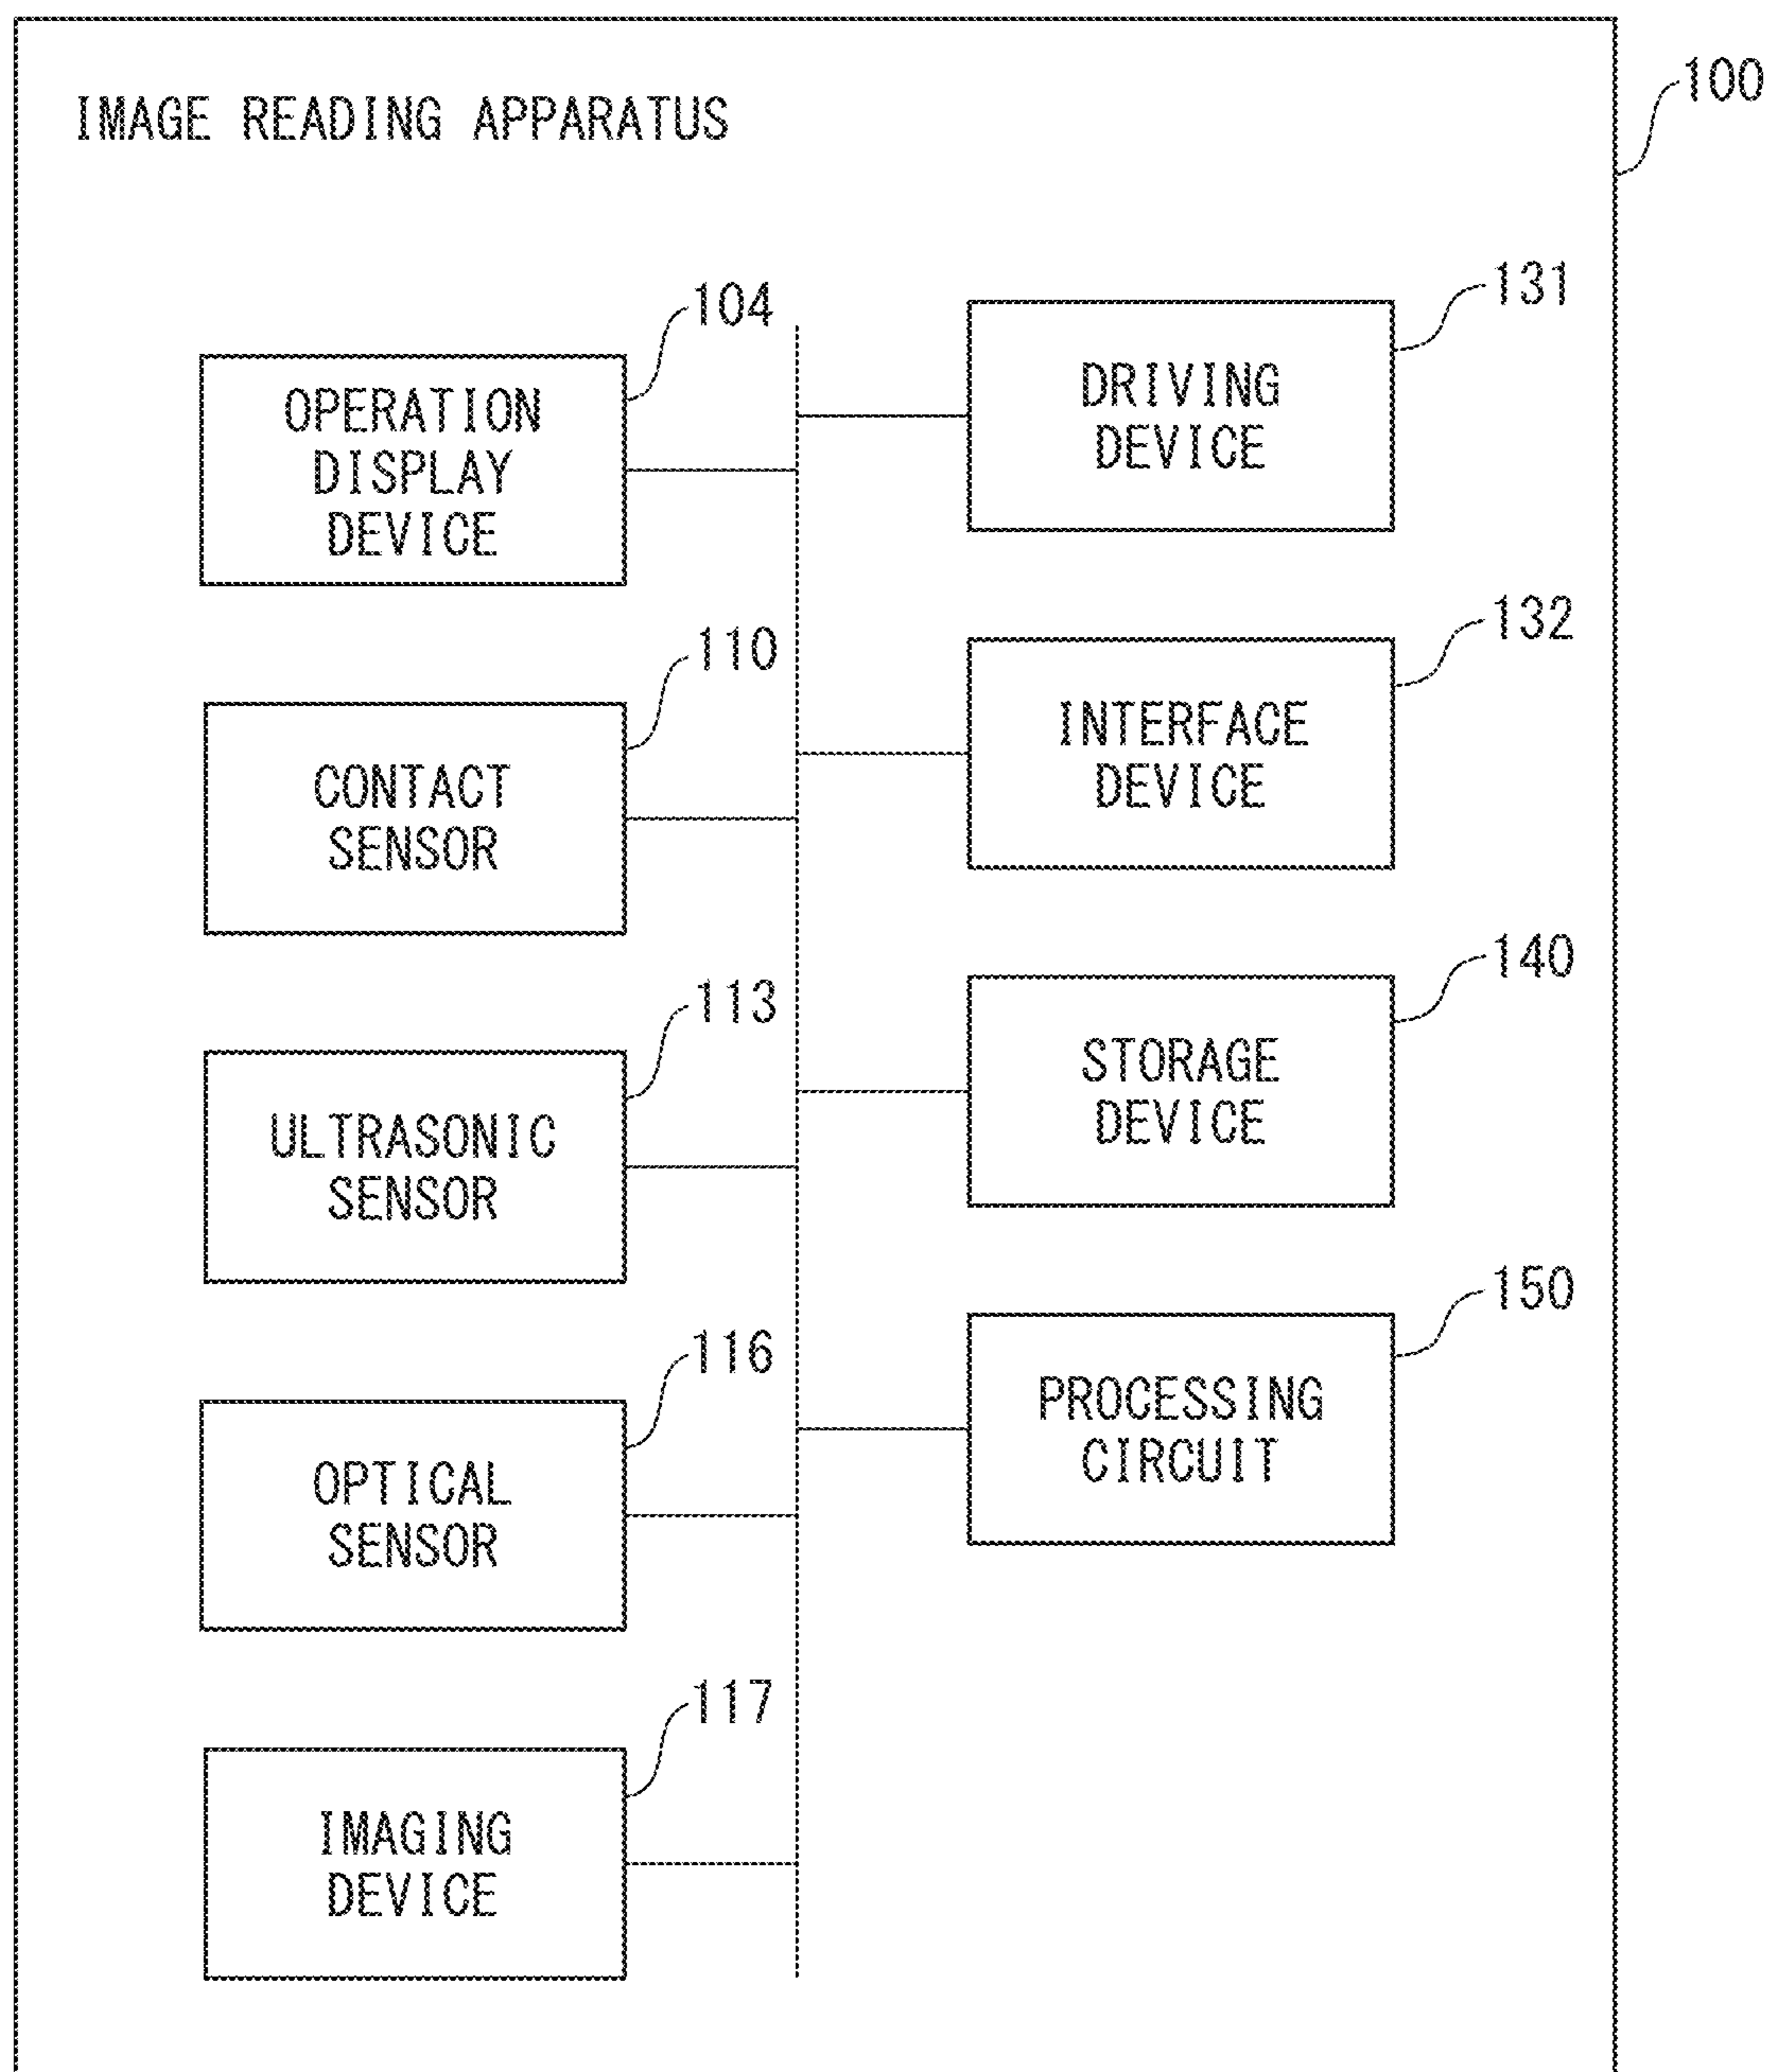 IMAGE READING APPARATUS
100
104
OPERATION
DISPLAY
DEVICE
110
CONTACT
SENSOR
113
ULTRASONIC
SENSOR
116
OPTICAL
SENSOR
117
IMAGING
DEVICE
131
DRIVING
DEVICE
132
INTERFACE
DEVICE
140
STORAGE
DEVICE
150
PROCESSING
CIRCUIT